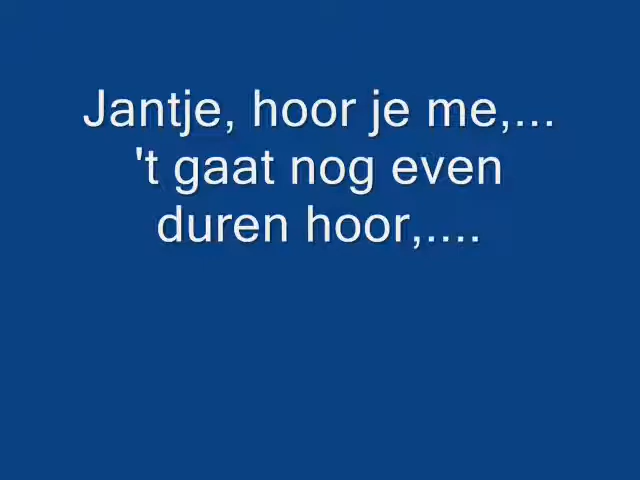 Jantje, hoor je me,...
't gaat nog even
duren hoor,....